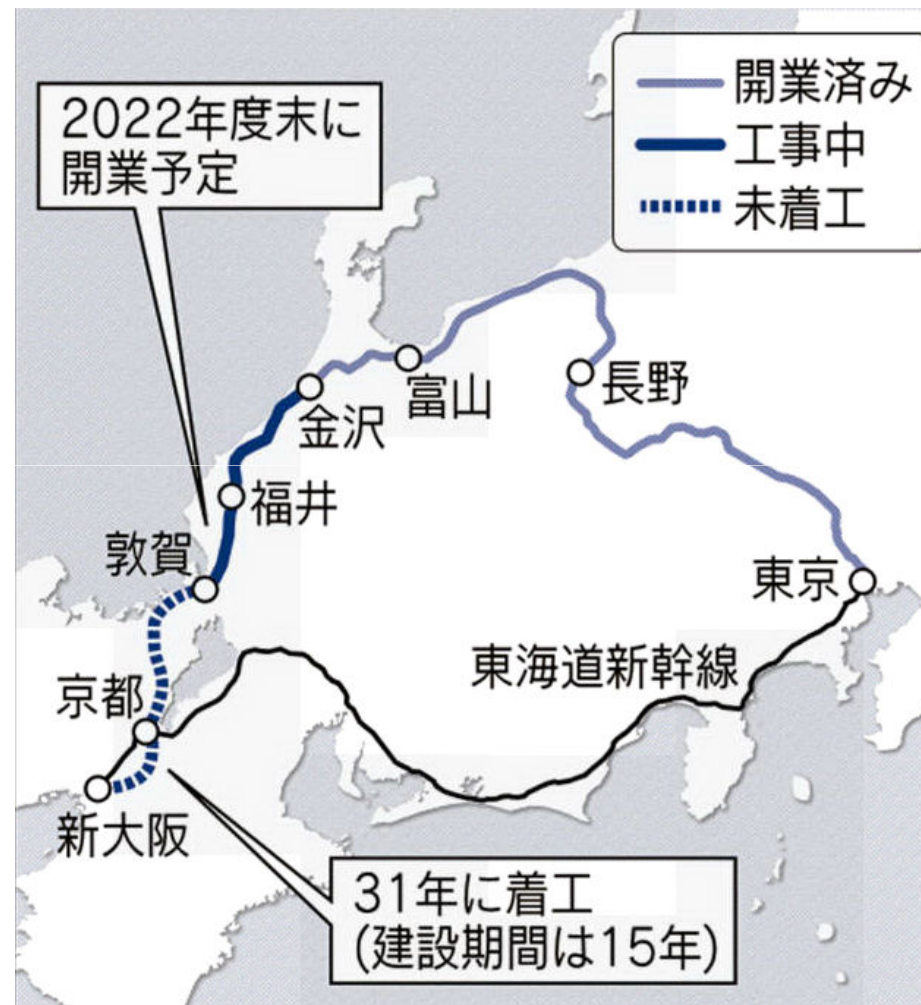 開業済み
工事中
未着工
2022年度末に
開業予定
富山
長野
金沢
福井
敦賀
東京
東海道新幹線
京都
新大阪
31年に着工
(建設期間は15年)